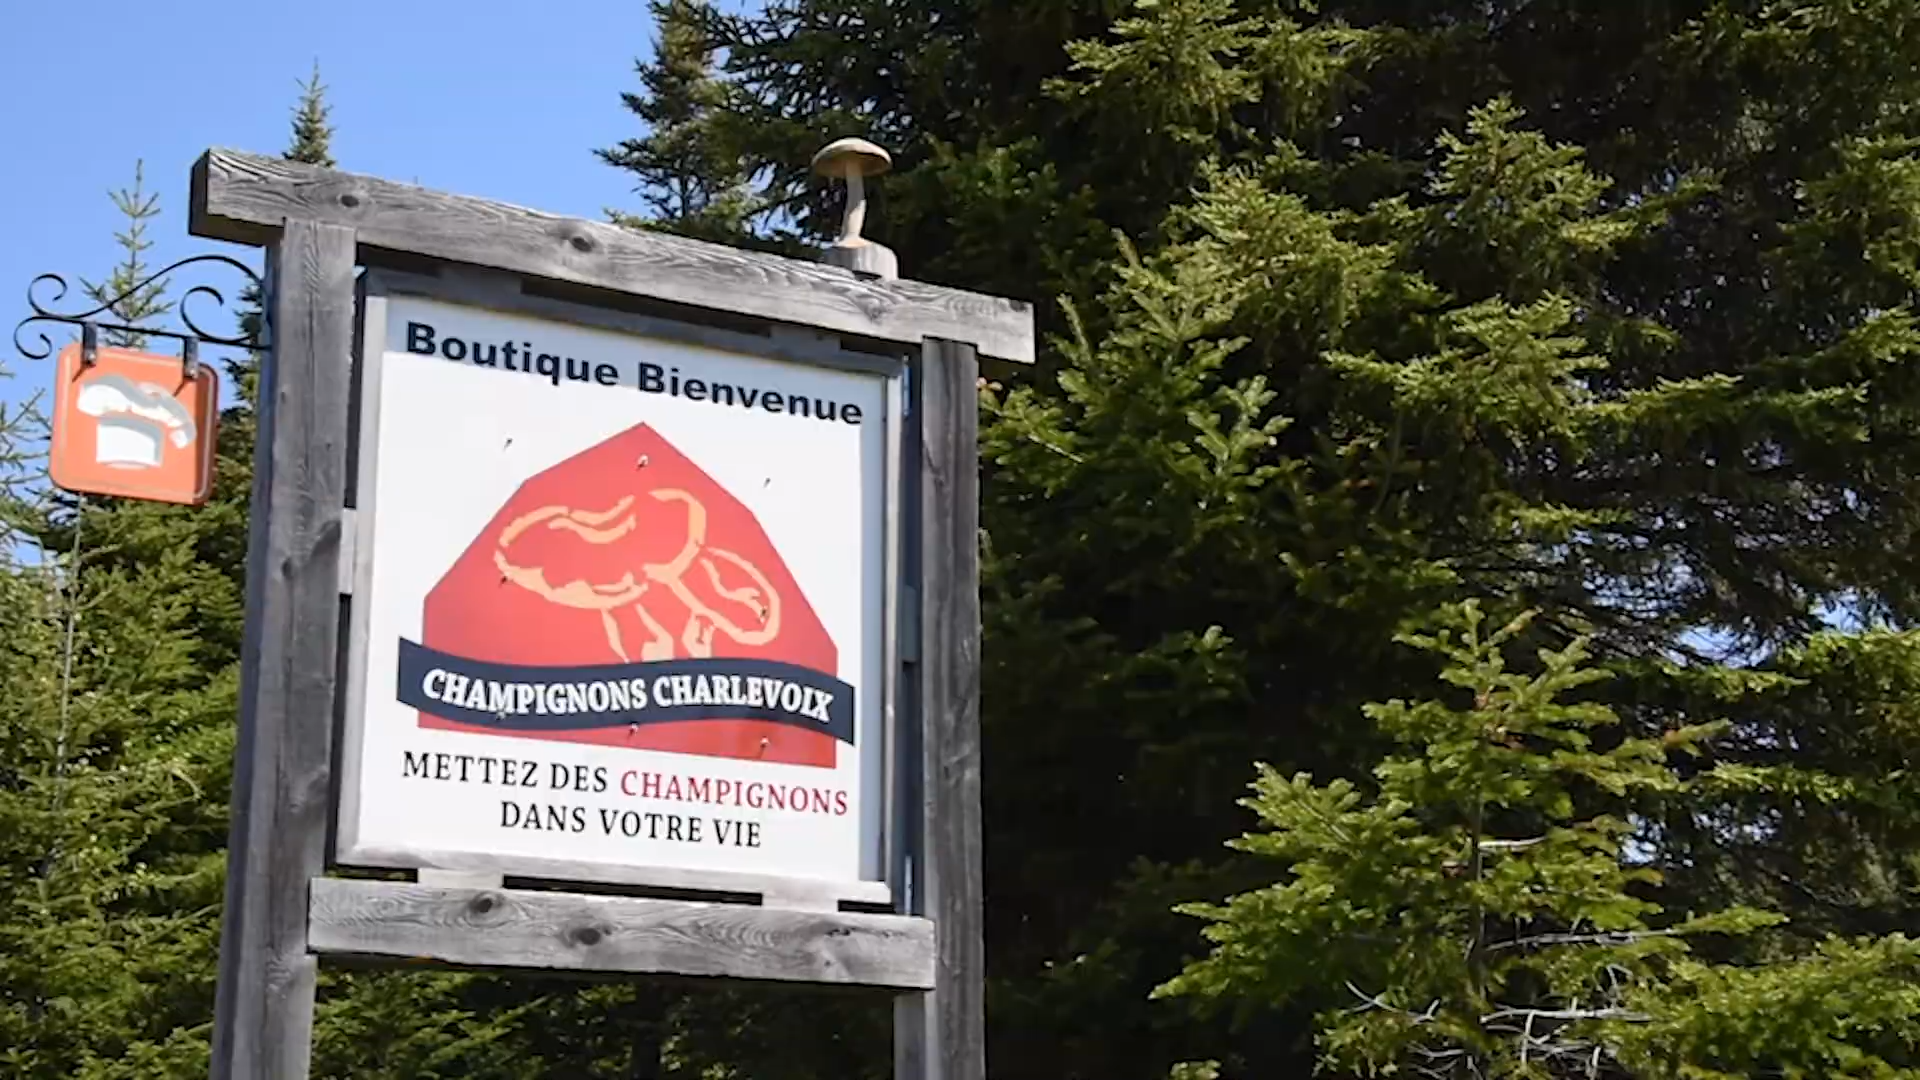 Boutique Bienvenue
CHAMPIGNONS CHARLEVOIX
METTEZ DES CHAMPIGNONS
DANS VOTRE VIE